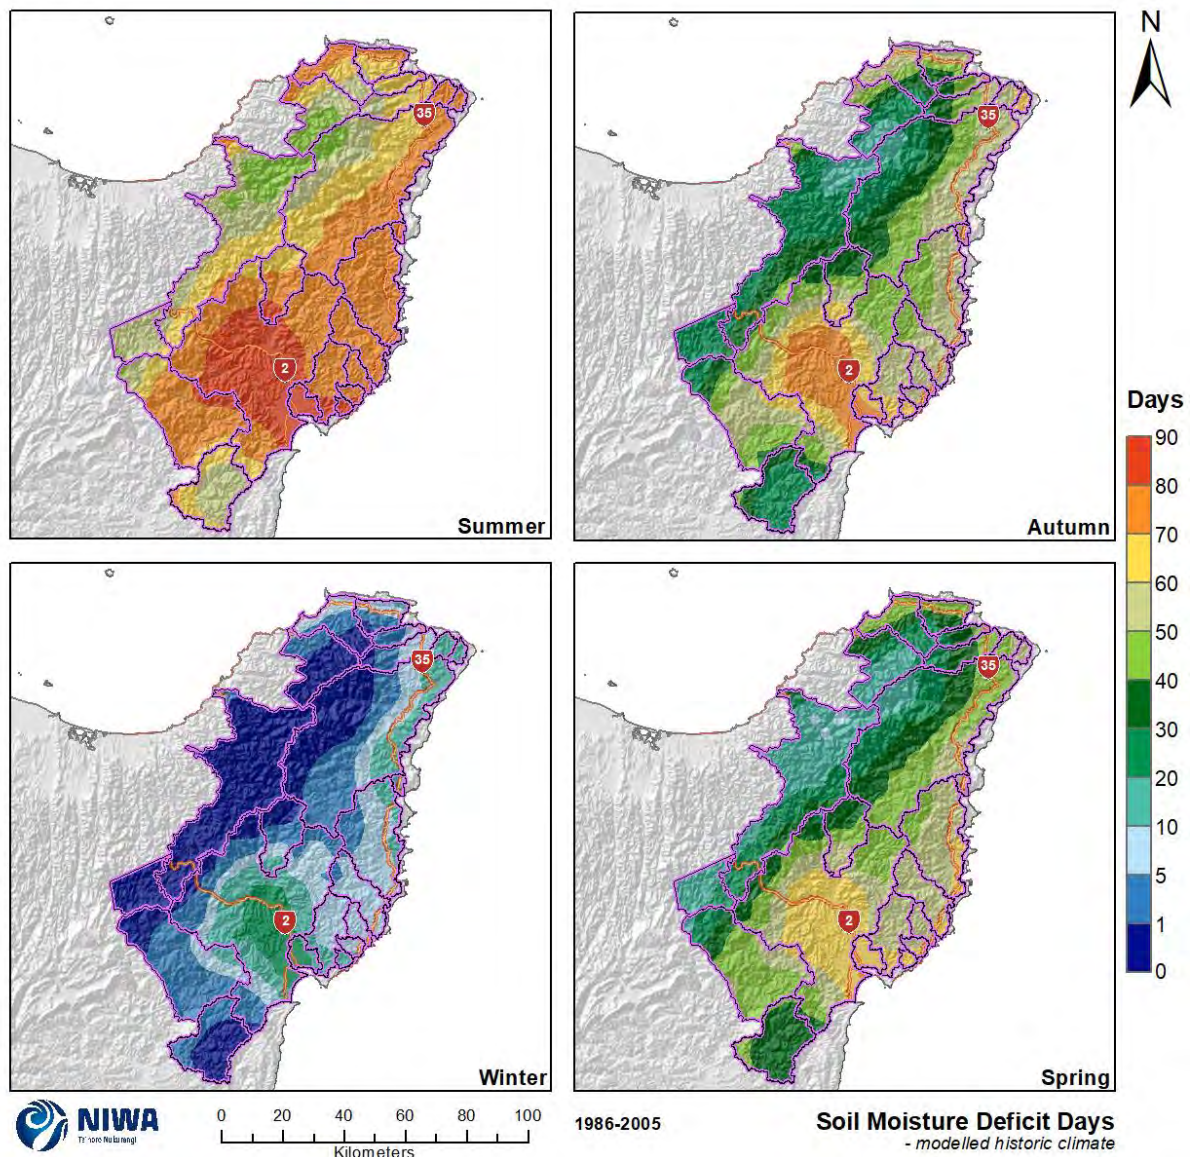 N
35
2
Summer
35
2
Autumn
Days
90
80
70
60
50
40
30
20
10
5
1
0
35
2
Winter
35
2
Spring
NIWA
Taihoro Nukurangi
0 20 40 60 80 100
Kilometers
1986-2005
Soil Moisture Deficit Days
- modelled historic climate